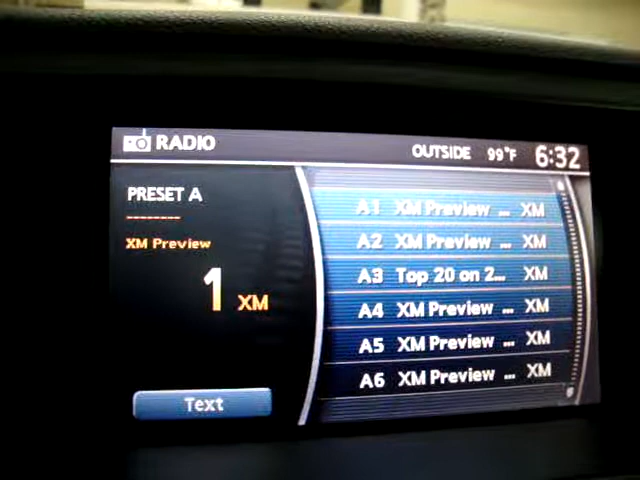 RADIO
OUTSIDE 99°F 6:32
PRESET A
--------
XM Preview
1 XM
Text
A1 XM Preview ... XM
A2 XM Preview ... XM
A3 Top 20 on 2... XM
A4 XM Preview ... XM
A5 XM Preview ... XM
A6 XM Preview ... XM